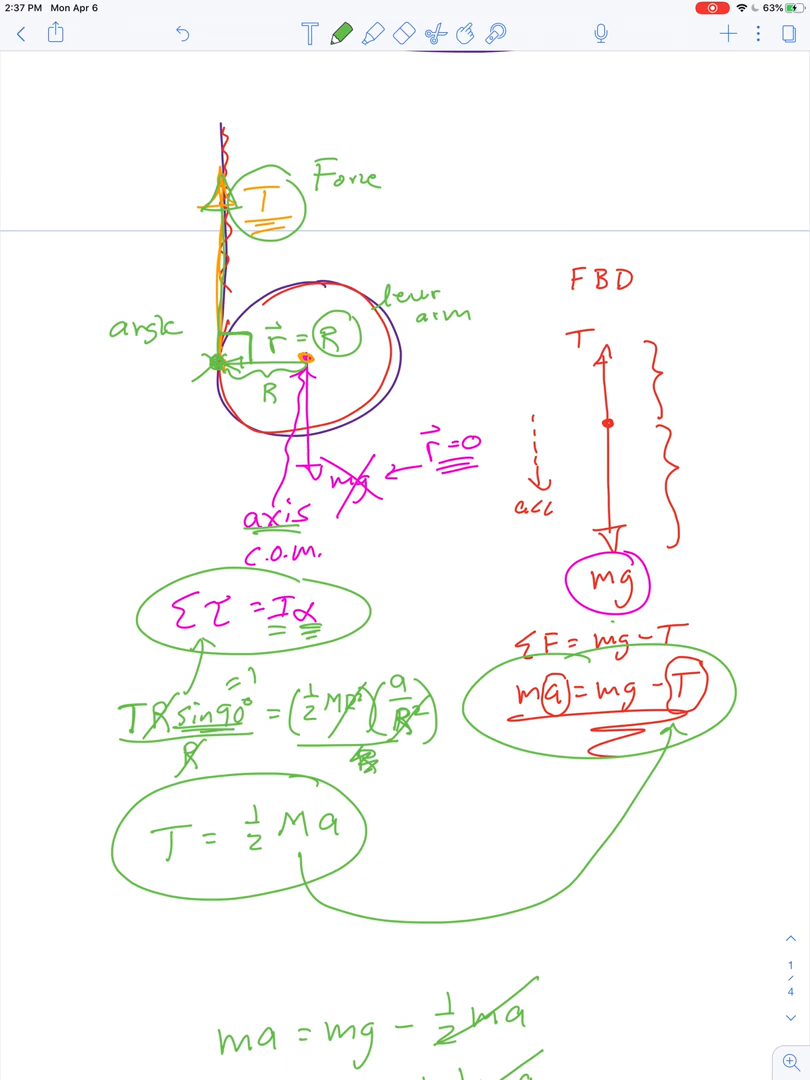 2:37 PM Mon Apr 6
63%
T
T Force
lever
arm
angle
r = R
R
FBD
T
r = 0
mg
acc
axis
c.o.m.
mg
Στ = Iα
ΣF = mg - T
ma = mg - T
= 1
TR sin90° = (1/2 MR²)(a/R²)
R
T = 1/2 Ma
1
/
4
ma = mg - 1/2 ma